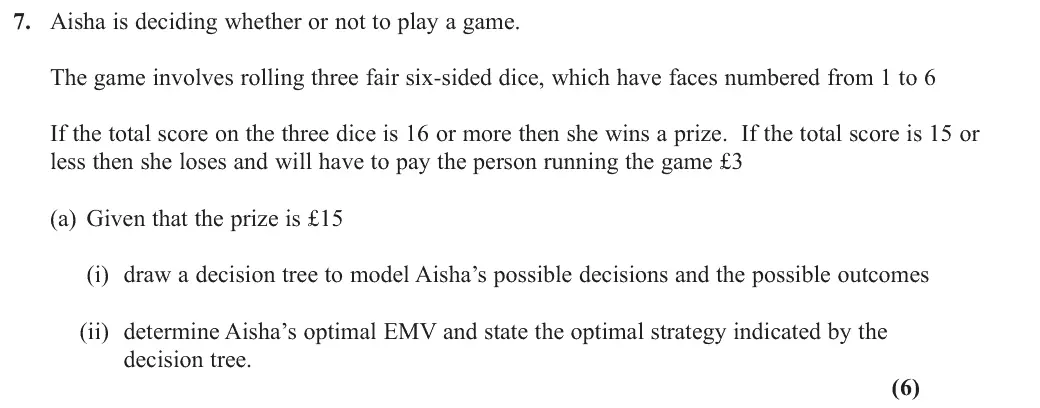 7. Aisha is deciding whether or not to play a game.
The game involves rolling three fair six-sided dice, which have faces numbered from 1 to 6
If the total score on the three dice is 16 or more then she wins a prize. If the total score is 15 or
less then she loses and will have to pay the person running the game £3
(a) Given that the prize is £15
(i) draw a decision tree to model Aisha's possible decisions and the possible outcomes
(ii) determine Aisha's optimal EMV and state the optimal strategy indicated by the
decision tree.
(6)